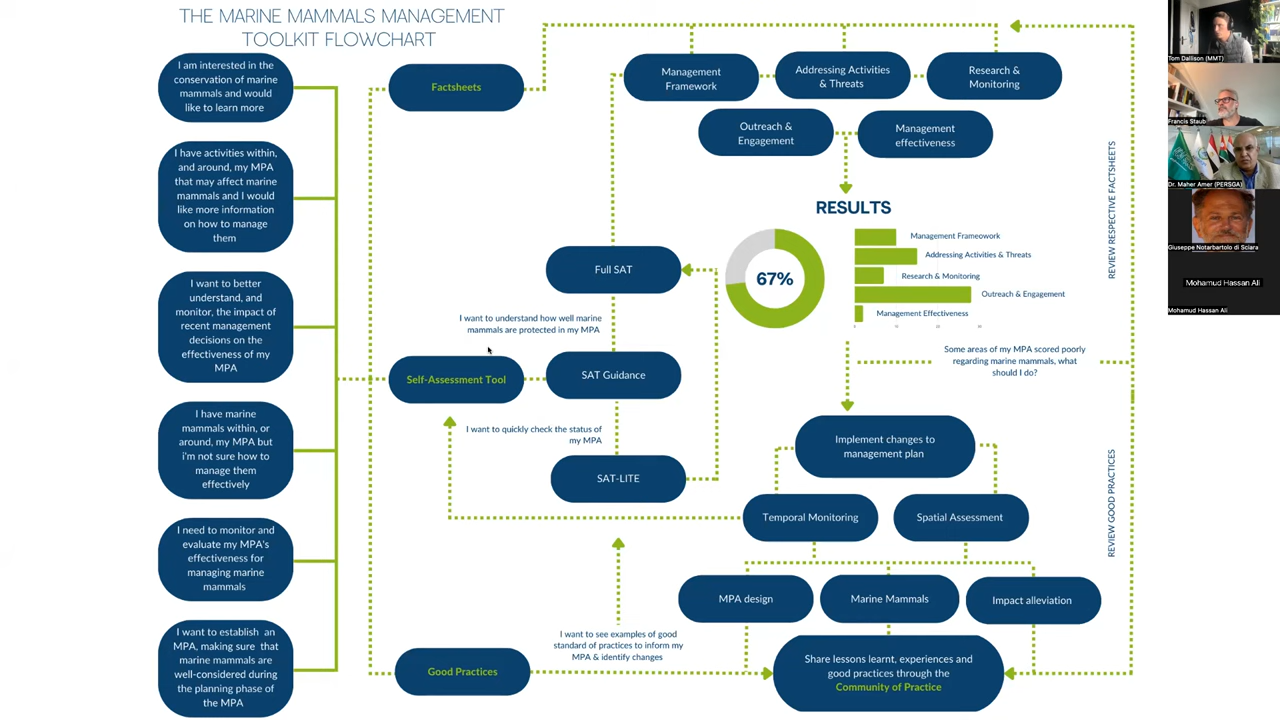 THE MARINE MAMMALS MANAGEMENT
TOOLKIT FLOWCHART
I am interested in the
conservation of marine
mammals and would
like to learn more
I have activities within,
and around, my MPA
that may affect marine
mammals and I would
like more information
on how to manage
them
I want to better
understand, and
monitor, the impact of
recent management
decisions on the
effectiveness of my
MPA
I have marine
mammals within, or
around, my MPA but
i'm not sure how to
manage them
effectively
I need to monitor and
evaluate my MPA's
effectiveness for
managing marine
mammals
I want to establish an
MPA, making sure that
marine mammals are
well-considered during
the planning phase of
the MPA
Factsheets
Self-Assessment Tool
Good Practices
Full SAT
I want to understand how well marine
mammals are protected in my MPA
SAT Guidance
I want to quickly check the status of
my MPA
SAT-LITE
I want to see examples of good
standard of practices to inform my
MPA & identify changes
Management
Framework
Addressing Activities
& Threats
Research &
Monitoring
Outreach &
Engagement
Management
effectiveness
RESULTS
67%
Management Frameowork
Addressing Activities & Threats
Research & Monitoring
Outreach & Engagement
Management Effectiveness
Some areas of my MPA scored poorly
regarding marine mammals, what
should I do?
Implement changes to
management plan
Temporal Monitoring
Spatial Assessment
MPA design
Marine Mammals
Impact alleviation
Share lessons learnt, experiences and
good practices through the
Community of Practice
REVIEW RESPECTIVE FACTSHEETS
REVIEW GOOD PRACTICES
Tom Dallison (MMT)
Francis Staub
Dr. Maher Amer (PERSGA)
Giuseppe Notarbartolo di Sciara
Mohamud Hassan Ali
Mohamud Hassan Ali